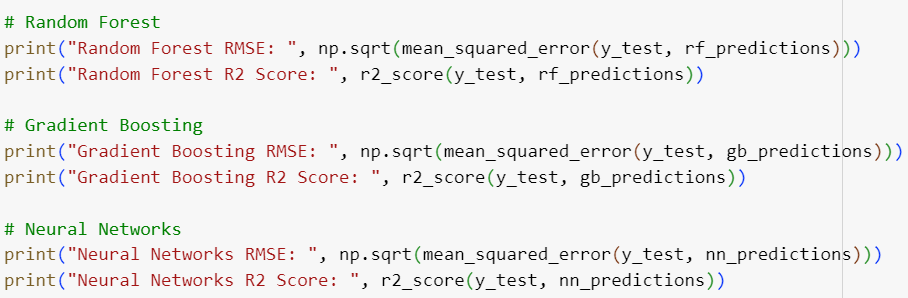 # Random Forest
print("Random Forest RMSE: ", np.sqrt(mean_squared_error(y_test, rf_predictions)))
print("Random Forest R2 Score: ", r2_score(y_test, rf_predictions))
# Gradient Boosting
print("Gradient Boosting RMSE: ", np.sqrt(mean_squared_error(y_test, gb_predictions)))
print("Gradient Boosting R2 Score: ", r2_score(y_test, gb_predictions))
# Neural Networks
print("Neural Networks RMSE: ", np.sqrt(mean_squared_error(y_test, nn_predictions)))
print("Neural Networks R2 Score: ", r2_score(y_test, nn_predictions))